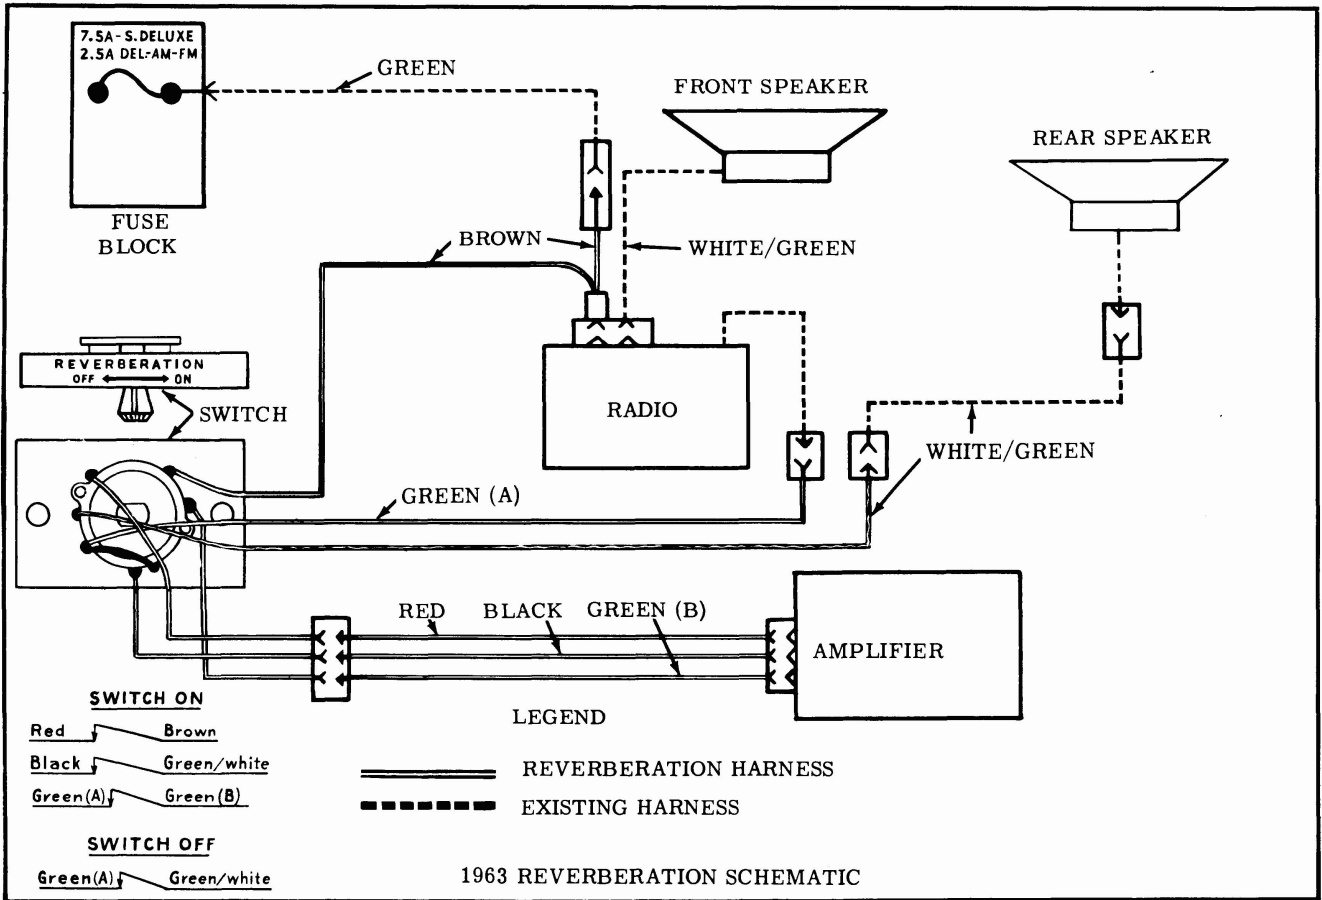 7.5A-S.DELUXE
2.5A DEL-AM-FM
GREEN
FRONT SPEAKER
REAR SPEAKER
FUSE
BLOCK
BROWN
WHITE/GREEN
REVERBERATION
OFF ON
SWITCH
RADIO
WHITE/GREEN
GREEN (A)
RED
BLACK
GREEN (B)
AMPLIFIER
SWITCH ON
Red Brown
Black Green/white
Green(A) Green(B)
SWITCH OFF
Green(A) Green/white
LEGEND
REVERBERATION HARNESS
EXISTING HARNESS
1963 REVERBERATION SCHEMATIC